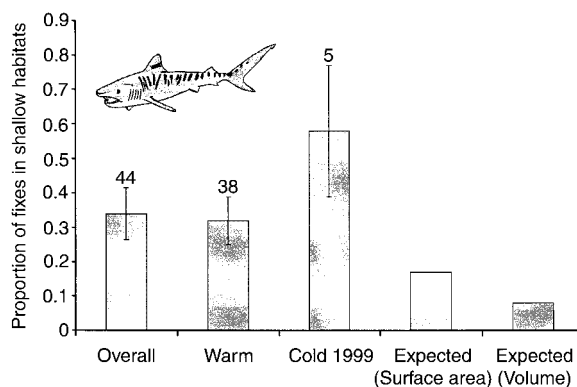 Proportion of fixes in shallow habitats
0.9
0.8
0.7
0.6
0.5
0.4
0.3
0.2
0.1
0
44
38
5
Overall
Warm
Cold 1999
Expected
(Surface area)
Expected
(Volume)